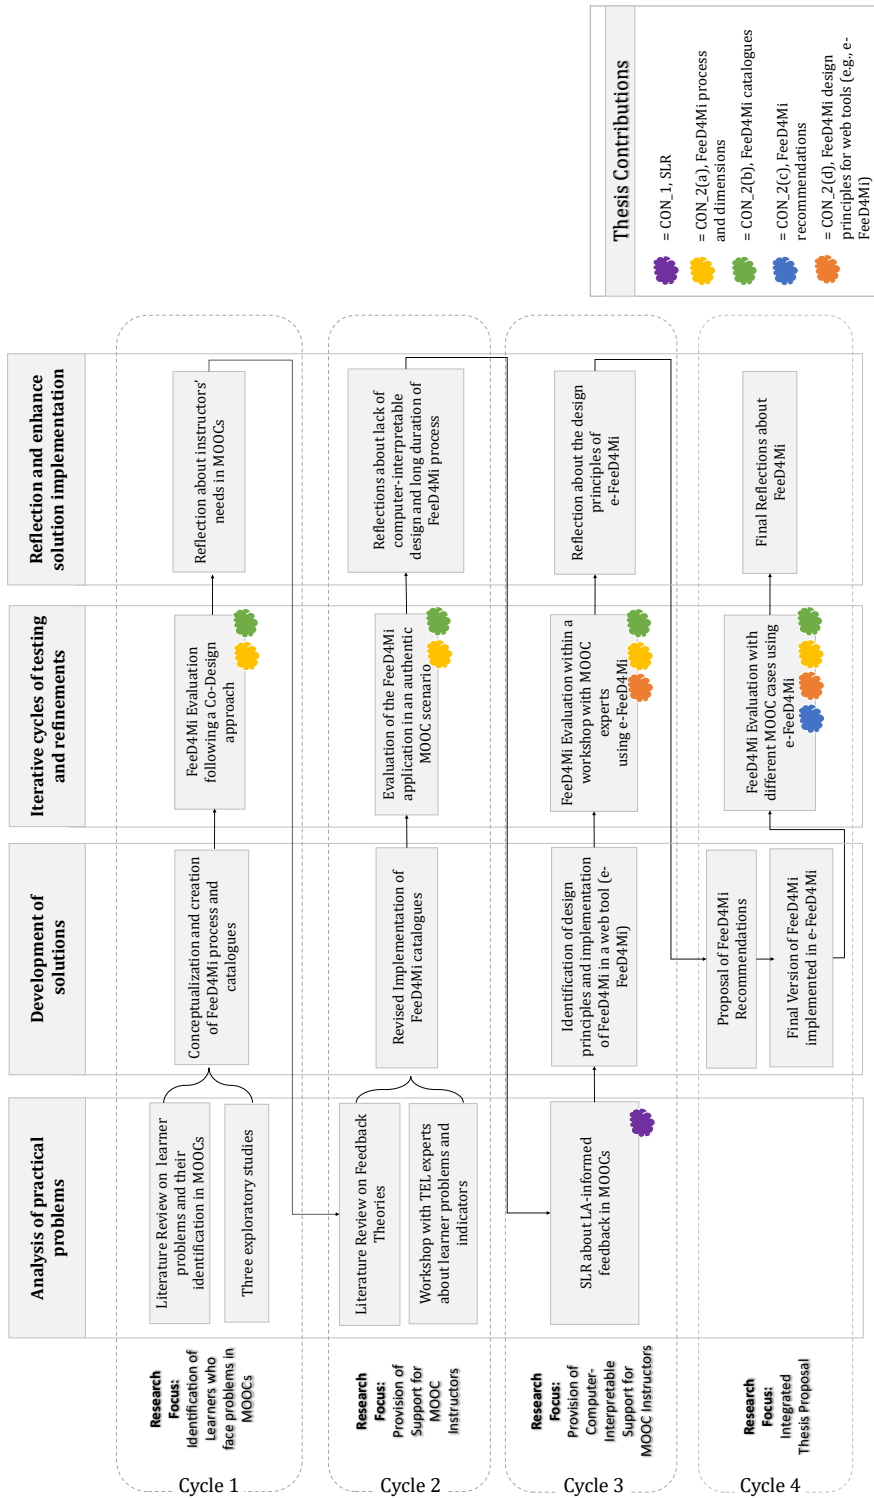 Analysis of practical
problems
Development of
solutions
Iterative cycles of testing
and refinements
Reflection and enhance
solution implementation
Cycle 1
Research
Focus:
Identification of
Learners who
face problems in
MOOCs
Literature Review on learner
problems and their
identification in MOOCs
Three exploratory studies
Conceptualization and creation
of FeeD4Mi process and
catalogues
FeeD4Mi Evaluation
following a Co-Design
approach
Reflection about instructors’
needs in MOOCs
Cycle 2
Research
Focus:
Provision of
Support for
MOOC
Instructors
Literature Review on Feedback
Theories
Workshop with TEL experts
about learner problems and
indicators
Revised Implementation of
FeeD4Mi catalogues
Evaluation of the FeeD4Mi
application in an authentic
MOOC scenario
Reflections about lack of
computer-interpretable
design and long duration of
FeeD4Mi process
Cycle 3
Research
Focus:
Provision of
Computer-
Interpretable
Support for
MOOC Instructors
SLR about LA-informed
feedback in MOOCs
Identification of design
principles and implementation
of FeeD4Mi in a web tool (e-
FeeD4Mi)
FeeD4Mi Evaluation within a
workshop with MOOC
experts
using e-FeeD4Mi
Reflection about the design
principles of
e-FeeD4Mi
Cycle 4
Research
Focus:
Integrated
Thesis Proposal
Proposal of FeeD4Mi
Recommendations
Final Version of FeeD4Mi
implemented in e-FeeD4Mi
FeeD4Mi Evaluation with
different MOOC cases using
e-FeeD4Mi
Final Reflections about
FeeD4Mi
Thesis Contributions
= CON_1, SLR
= CON_2(a), FeeD4Mi process
and dimensions
= CON_2(b), FeeD4Mi catalogues
= CON_2(c), FeeD4Mi
recommendations
= CON_2(d), FeeD4Mi design
principles for web tools (e.g., e-
FeeD4Mi)